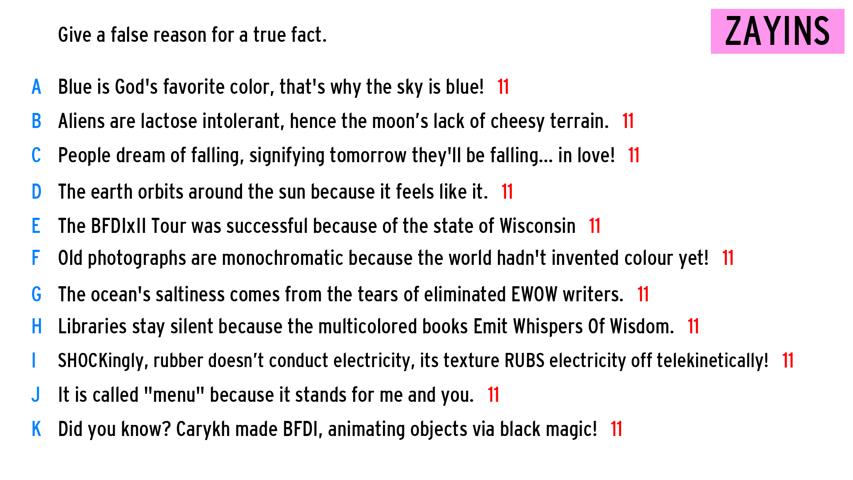 Give a false reason for a true fact.
ZAYINS
A Blue is God's favorite color, that's why the sky is blue! 11
B Aliens are lactose intolerant, hence the moon’s lack of cheesy terrain. 11
C People dream of falling, signifying tomorrow they'll be falling... in love! 11
D The earth orbits around the sun because it feels like it. 11
E The BFDIxII Tour was successful because of the state of Wisconsin 11
F Old photographs are monochromatic because the world hadn't invented colour yet! 11
G The ocean's saltiness comes from the tears of eliminated EWOW writers. 11
H Libraries stay silent because the multicolored books Emit Whispers Of Wisdom. 11
I SHOCKingly, rubber doesn’t conduct electricity, its texture RUBS electricity off telekinetically! 11
J It is called "menu" because it stands for me and you. 11
K Did you know? Carykh made BFDI, animating objects via black magic! 11